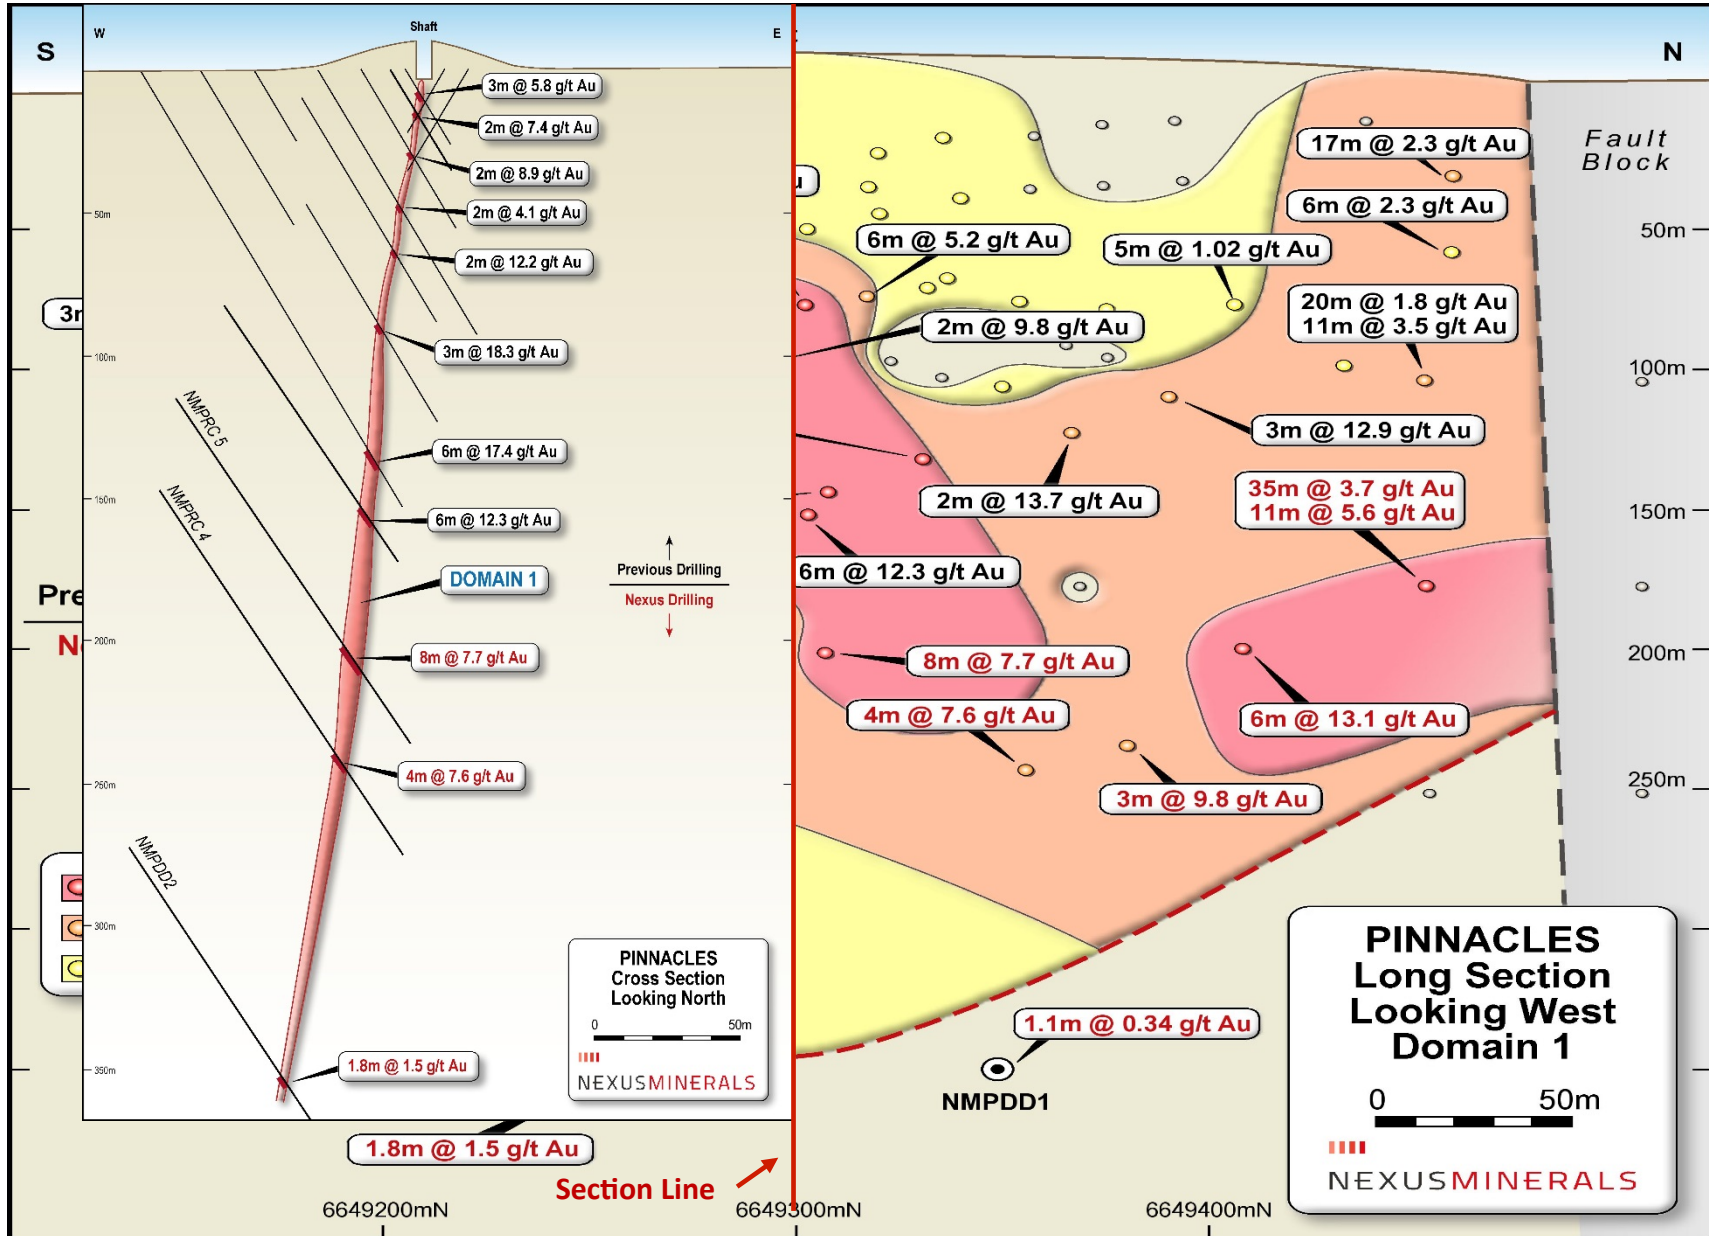 S
W
Shaft
E
N
3m @ 5.8 g/t Au
2m @ 7.4 g/t Au
2m @ 8.9 g/t Au
2m @ 4.1 g/t Au
2m @ 12.2 g/t Au
3m @ 18.3 g/t Au
6m @ 17.4 g/t Au
6m @ 12.3 g/t Au
DOMAIN 1
8m @ 7.7 g/t Au
4m @ 7.6 g/t Au
1.8m @ 1.5 g/t Au
50m
100m
150m
200m
250m
300m
350m
NMPRC 5
NMPRC 4
NMPDD2
Previous Drilling
Nexus Drilling
PINNACLES
Cross Section
Looking North
0 50m
NEXUSMINERALS
Fault
Block
17m @ 2.3 g/t Au
6m @ 2.3 g/t Au
6m @ 5.2 g/t Au
5m @ 1.02 g/t Au
20m @ 1.8 g/t Au
11m @ 3.5 g/t Au
2m @ 9.8 g/t Au
3m @ 12.9 g/t Au
2m @ 13.7 g/t Au
35m @ 3.7 g/t Au
11m @ 5.6 g/t Au
6m @ 12.3 g/t Au
8m @ 7.7 g/t Au
4m @ 7.6 g/t Au
6m @ 13.1 g/t Au
3m @ 9.8 g/t Au
1.1m @ 0.34 g/t Au
NMPDD1
50m
100m
150m
200m
250m
1.8m @ 1.5 g/t Au
Section Line
6649200mN
6649300mN
6649400mN
PINNACLES
Long Section
Looking West
Domain 1
0 50m
NEXUSMINERALS